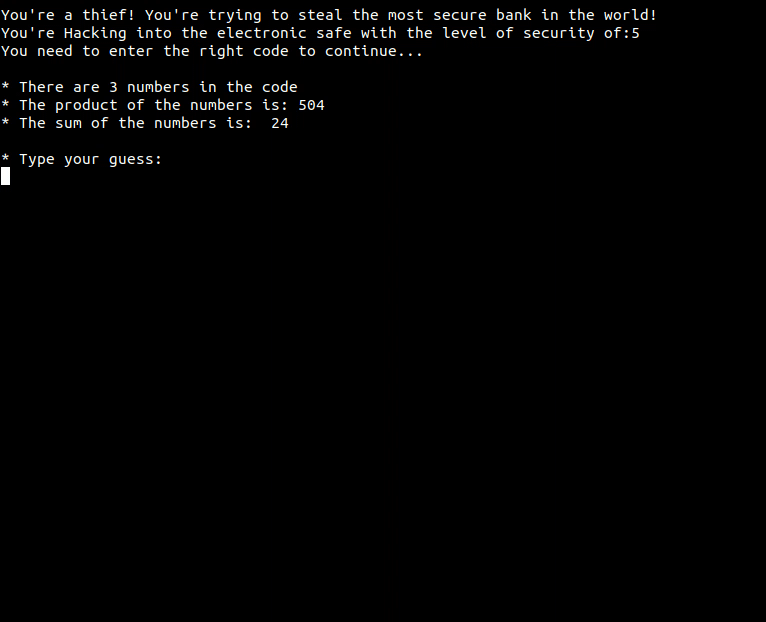 You're a thief! You're trying to steal the most secure bank in the world!
You're Hacking into the electronic safe with the level of security of:5
You need to enter the right code to continue...
* There are 3 numbers in the code
* The product of the numbers is: 504
* The sum of the numbers is:  24
* Type your guess: